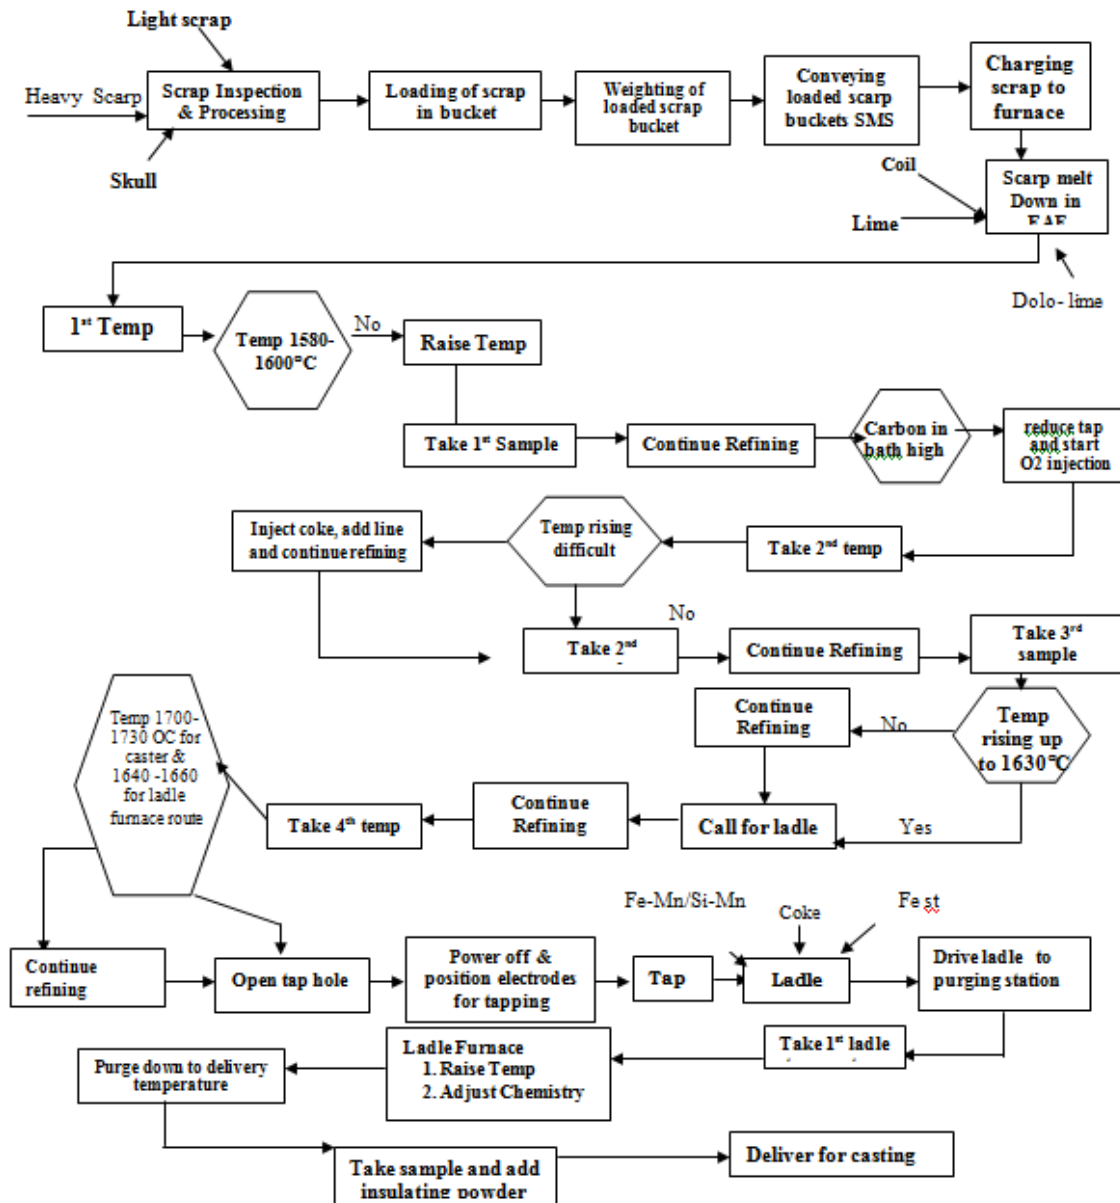 Light scrap
Heavy Scarp
Scrap Inspection
& Processing
Skull
Loading of scrap
in bucket
Weighting of
loaded scrap
bucket
Conveying
loaded scarp
buckets SMS
Charging
scrap to
furnace
Coil
Lime
Scarp melt
Down in
EAF
Dolo- lime
1st Temp
Temp 1580-
1600°C
No
Raise Temp
Take 1st Sample
Continue Refining
Carbon in
bath high
reduce tap
and start
O2 injection
Take 2nd temp
Temp rising
difficult
Inject coke, add line
and continue refining
No
Take 2nd
Continue Refining
Take 3rd
sample
Temp
rising up
to 1630°C
No
Continue
Refining
Yes
Call for ladle
Continue
Refining
Take 4th temp
Temp 1700-
1730 OC for
caster &
1640 -1660
for ladle
furnace route
Continue
refining
Open tap hole
Power off &
position electrodes
for tapping
Tap
Fe-Mn/Si-Mn
Coke
Fe st
Ladle
Drive ladle to
purging station
Take 1st ladle
Ladle Furnace
1. Raise Temp
2. Adjust Chemistry
Purge down to delivery
temperature
Take sample and add
insulating powder
Deliver for casting